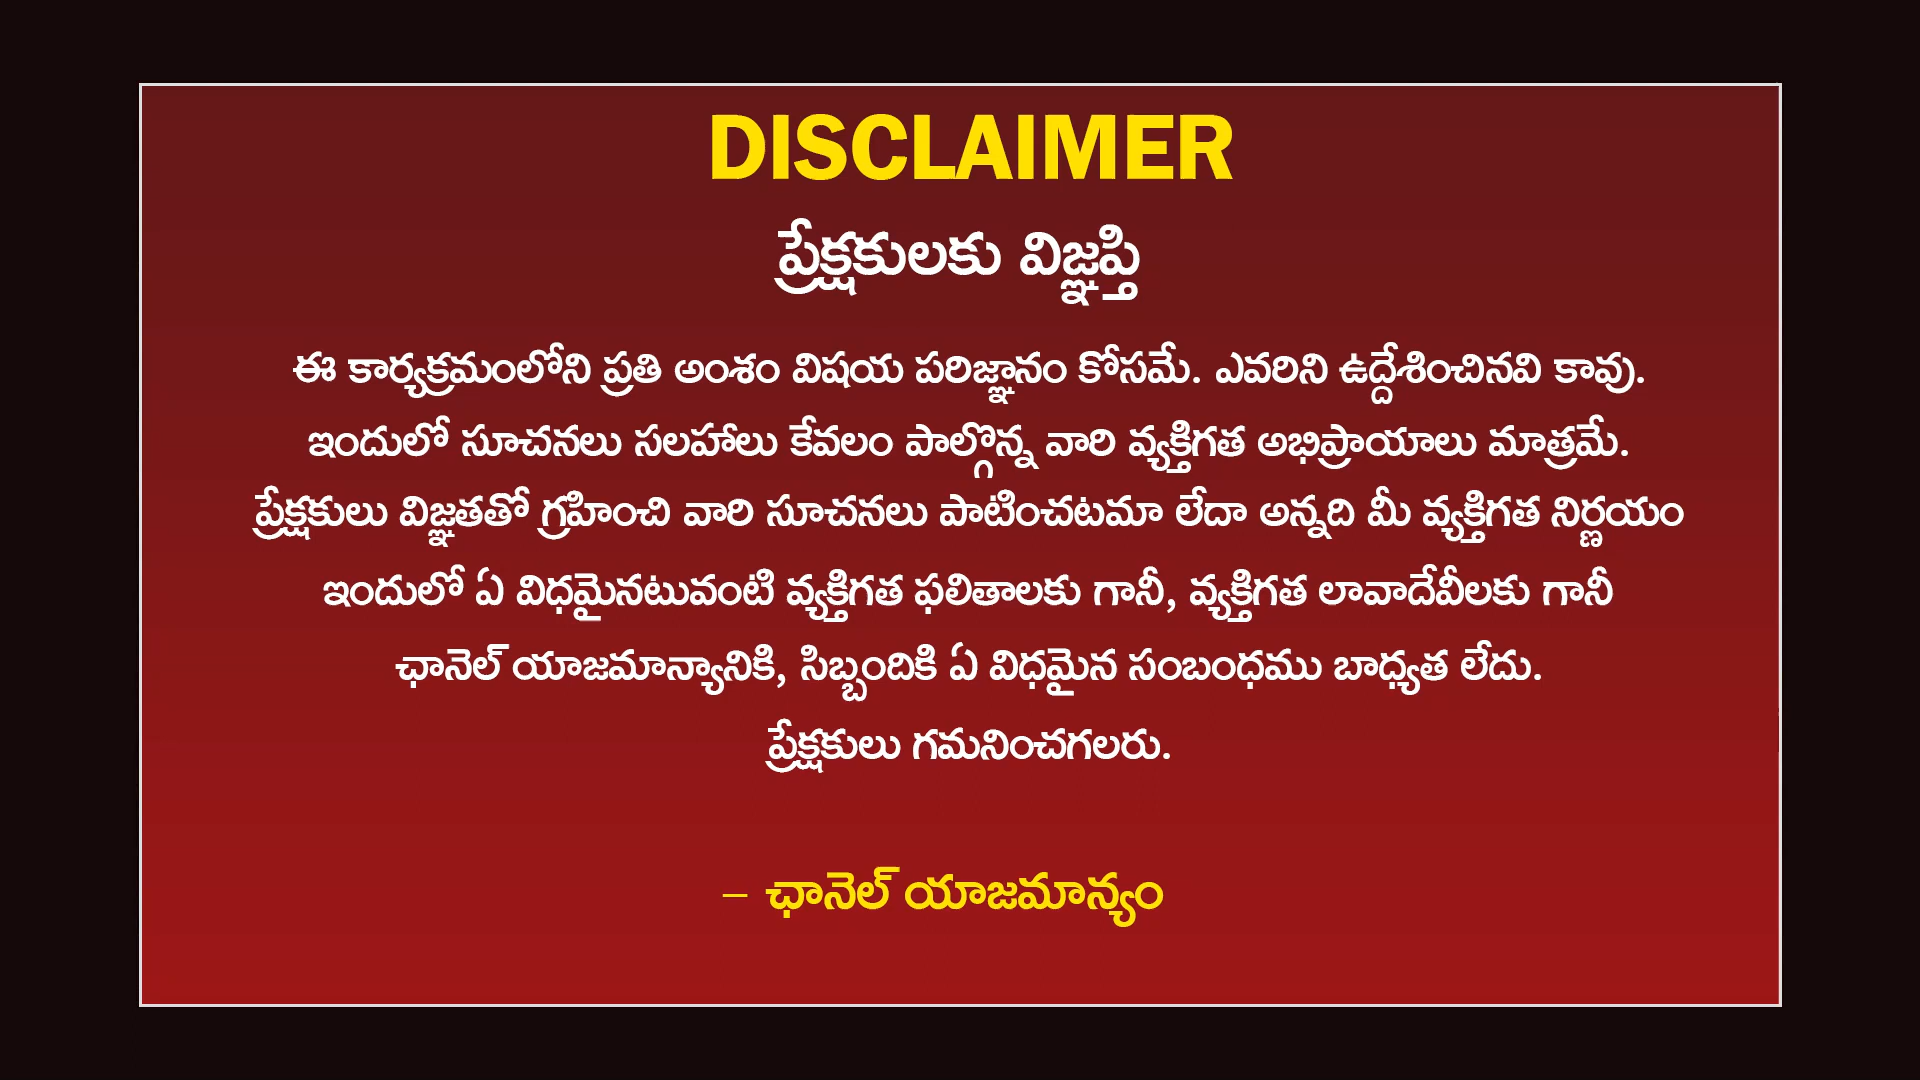 DISCLAIMER
ప్రేక్షకులకు విజ్ఞప్తి
ఈ కార్యక్రమంలోని ప్రతి అంశం విషయ పరిజ్ఞానం కోసమే. ఎవరిని ఉద్దేశించినవి కావు.
ఇందులో సూచనలు సలహాలు కేవలం పాల్గొన్న వారి వ్యక్తిగత అభిప్రాయాలు మాత్రమే.
ప్రేక్షకులు విజ్ఞతతో గ్రహించి వారి సూచనలు పాటించటమా లేదా అన్నది మీ వ్యక్తిగత నిర్ణయం
ఇందులో ఏ విధమైనటువంటి వ్యక్తిగత ఫలితాలకు గానీ, వ్యక్తిగత లావాదేవీలకు గానీ
ఛానెల్ యాజమాన్యానికి, సిబ్బందికి ఏ విధమైన సంబంధము బాధ్యత లేదు.
ప్రేక్షకులు గమనించగలరు.
– ఛానెల్ యాజమాన్యం